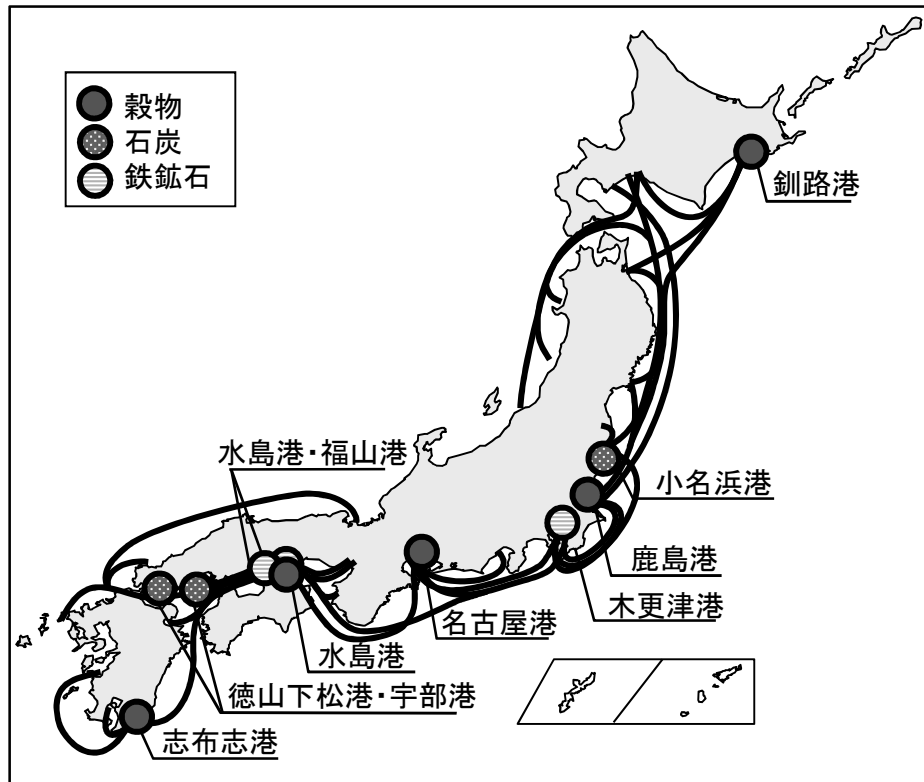 穀物
石炭
鉄鉱石
釧路港
水島港・福山港
小名浜港
鹿島港
木更津港
名古屋港
水島港
徳山下松港・宇部港
志布志港